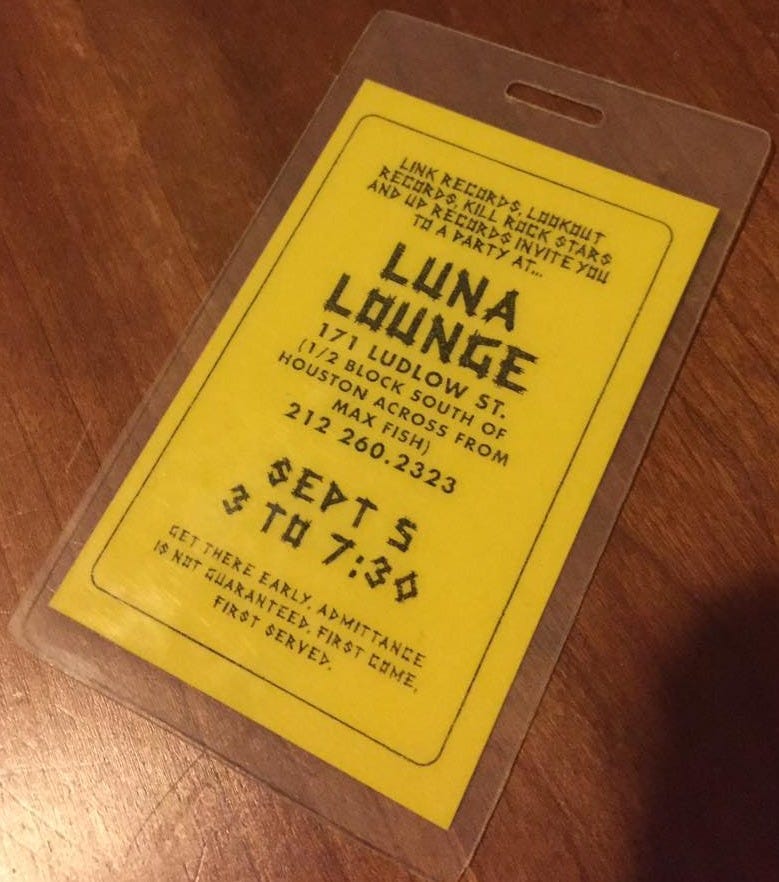 LINK RECORDS, LOOKOUT
RECORDS, KILL ROCK STARS
AND UP RECORDS INVITE YOU
TO A PARTY AT...
LUNA
LOUNGE
171 LUDLOW ST.
(1/2 BLOCK SOUTH OF
HOUSTON ACROSS FROM
MAX FISH)
212 260.2323
SEPT 5
3 TO 7:30
GET THERE EARLY, ADMITTANCE
IS NOT GUARANTEED. FIRST COME,
FIRST SERVED.